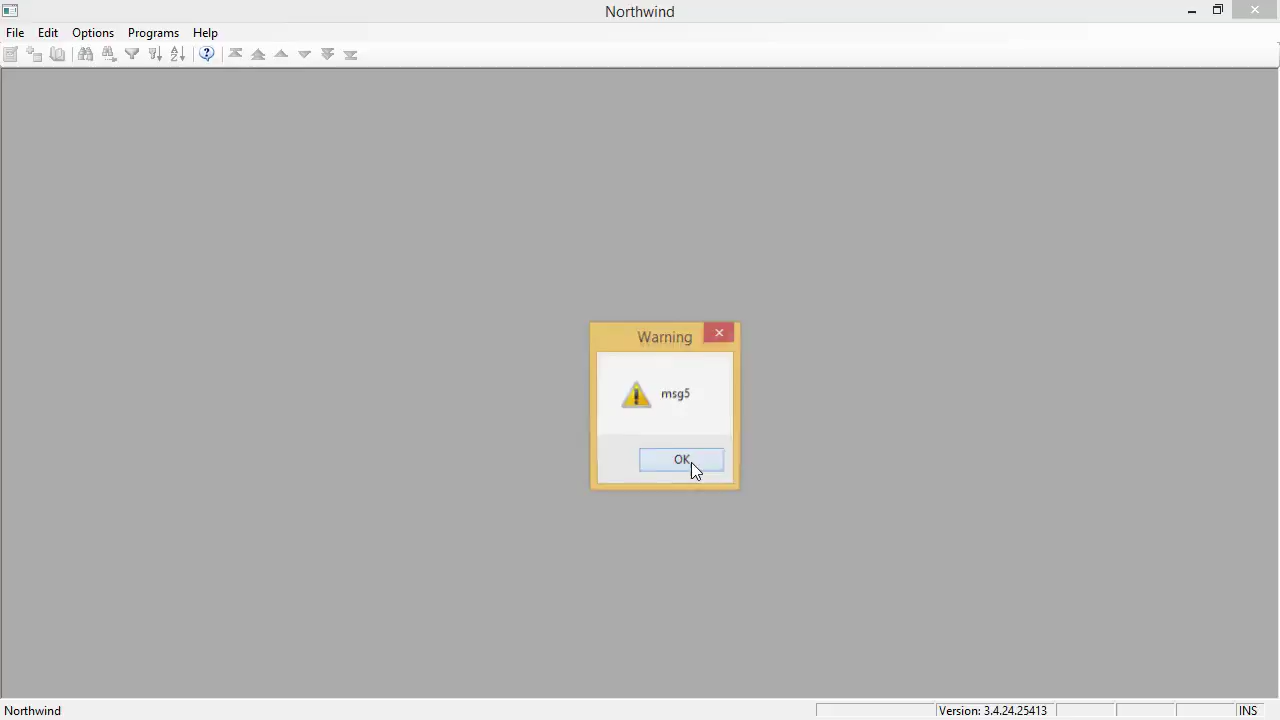 Northwind
File Edit Options Programs Help
Warning
msg5
OK
Northwind
Version: 3.4.24.25413
INS